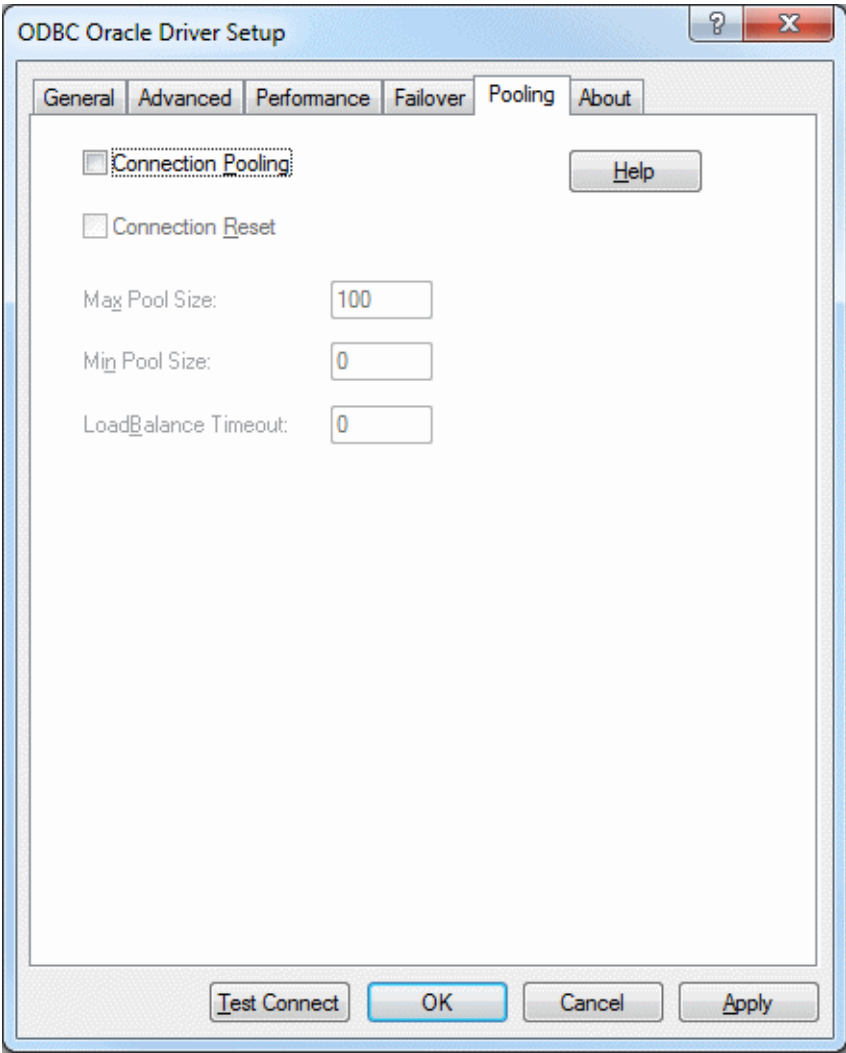 ODBC Oracle Driver Setup
General Advanced Performance Failover Pooling About
Connection Pooling Help
Connection Reset
Max Pool Size: 100
Min Pool Size: 0
LoadBalance Timeout: 0
Test Connect OK Cancel Apply